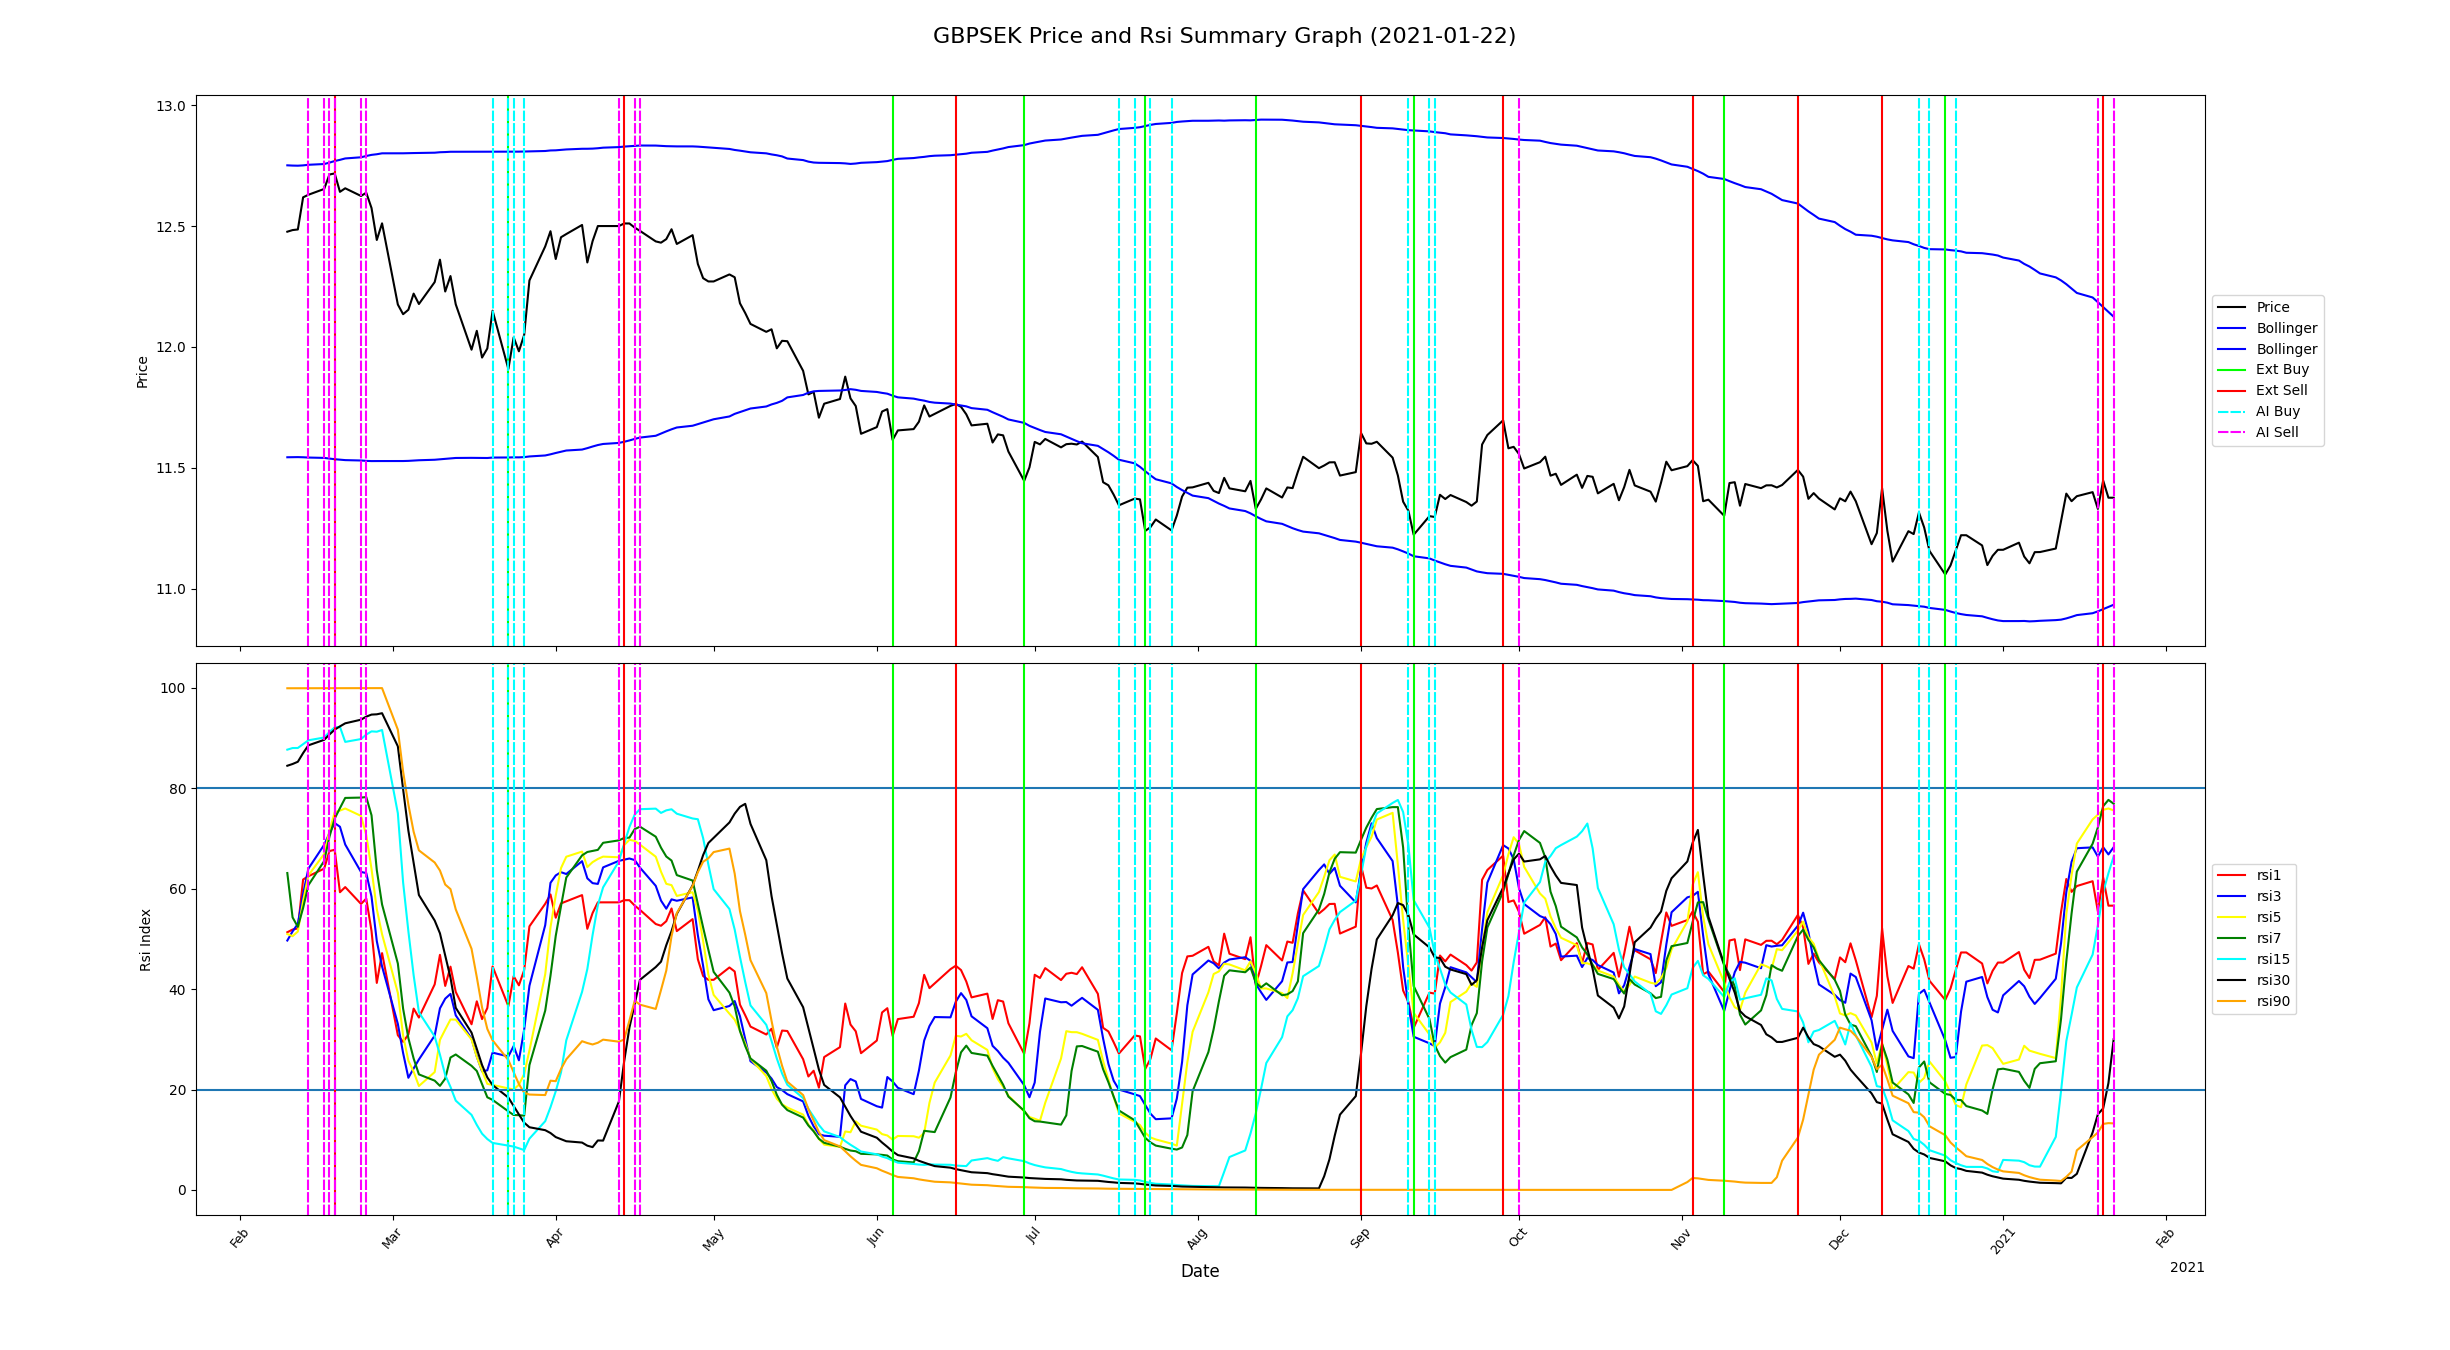 GBPSEK Price and Rsi Summary Graph (2021-01-22)
13.0
12.5
12.0
11.5
11.0
Price
Price
Bollinger
Bollinger
Ext Buy
Ext Sell
AI Buy
AI Sell
100
80
60
40
20
0
Rsi Index
rsi1
rsi3
rsi5
rsi7
rsi15
rsi30
rsi90
Feb Mar Apr May Jun Jul Aug Sep Oct Nov Dec 2021 Feb
Date
2021